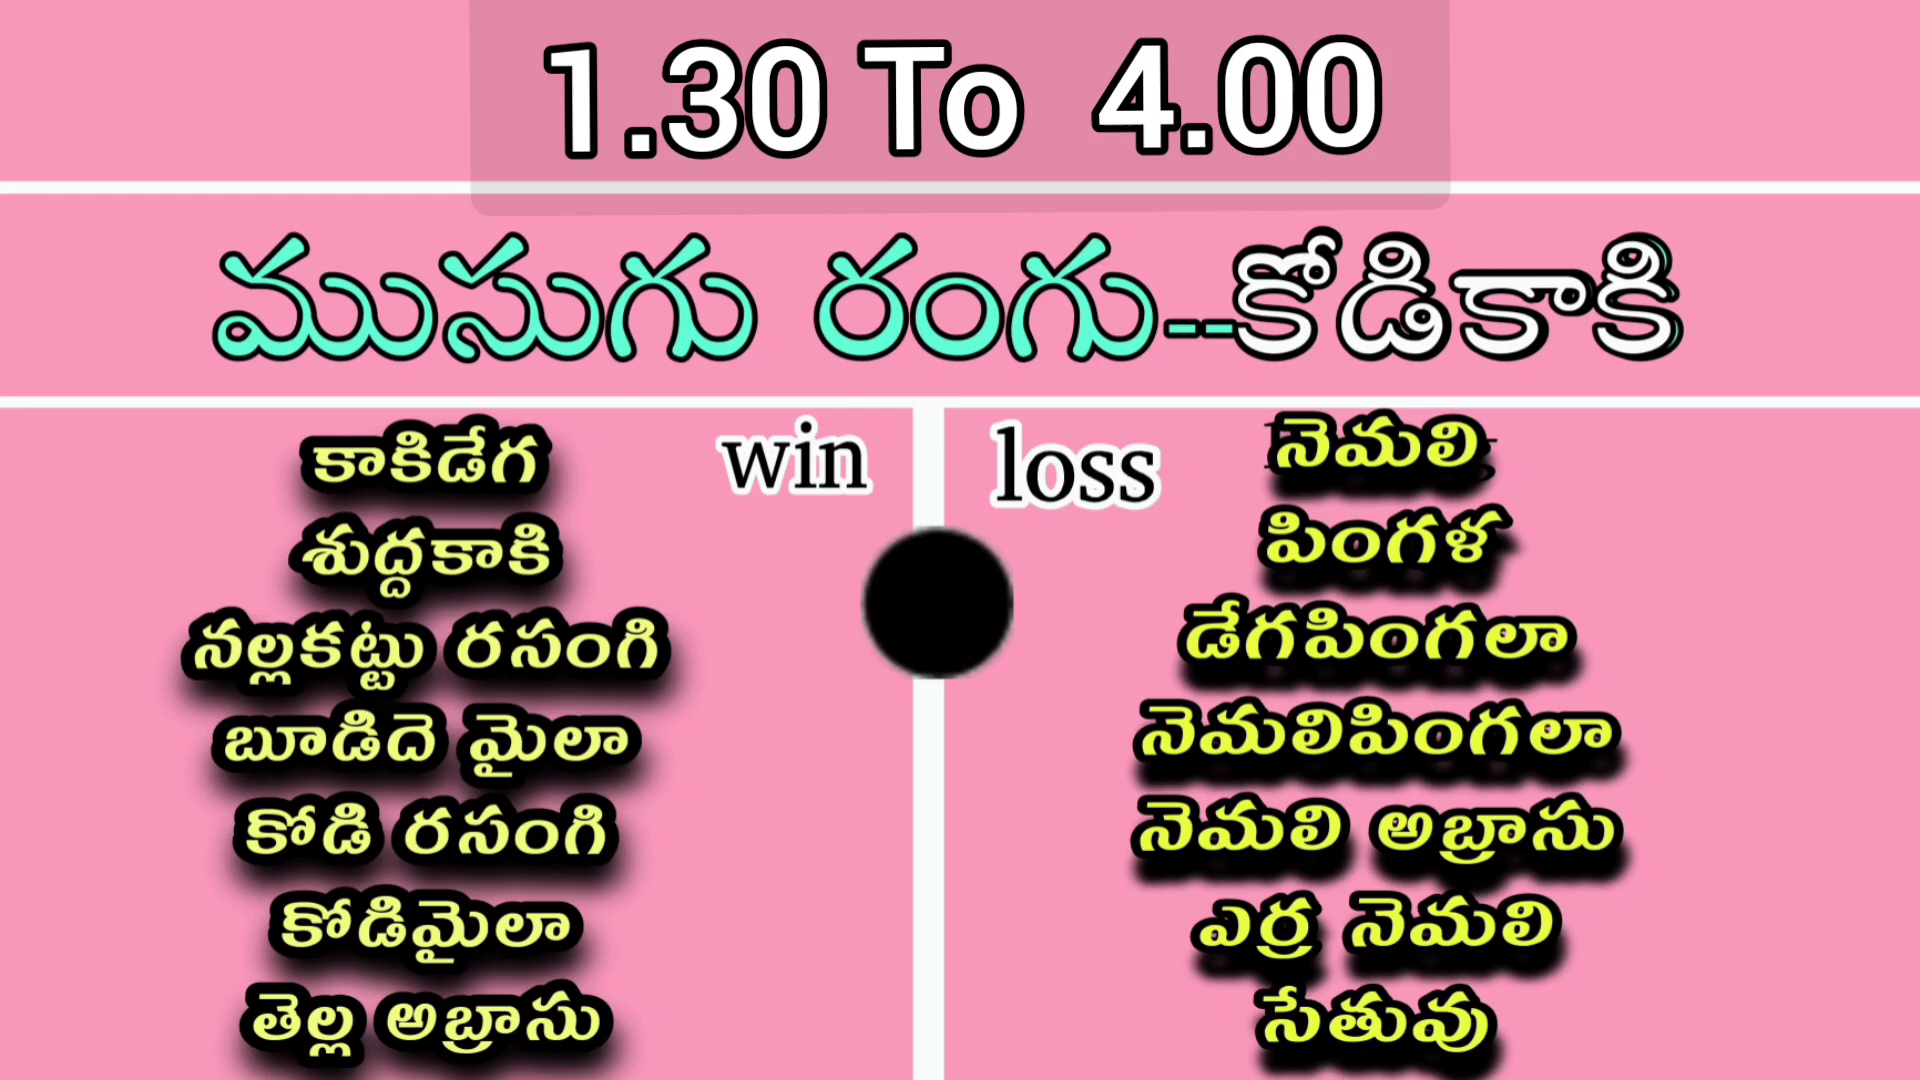 1.30 To 4.00
ముసుగు రంగు--కోడికాకి
win
కాకిడేగ
శుద్ధకాకి
నల్లకట్టు రసంగి
బూడిదె మైలా
కోడి రసంగి
కోడిమైలా
తెల్ల అబ్రాసు
loss
నెమలి
పింగళ
డేగపింగలా
నెమలిపింగలా
నెమలి అబ్రాసు
ఎర్ర నెమలి
సేతువు